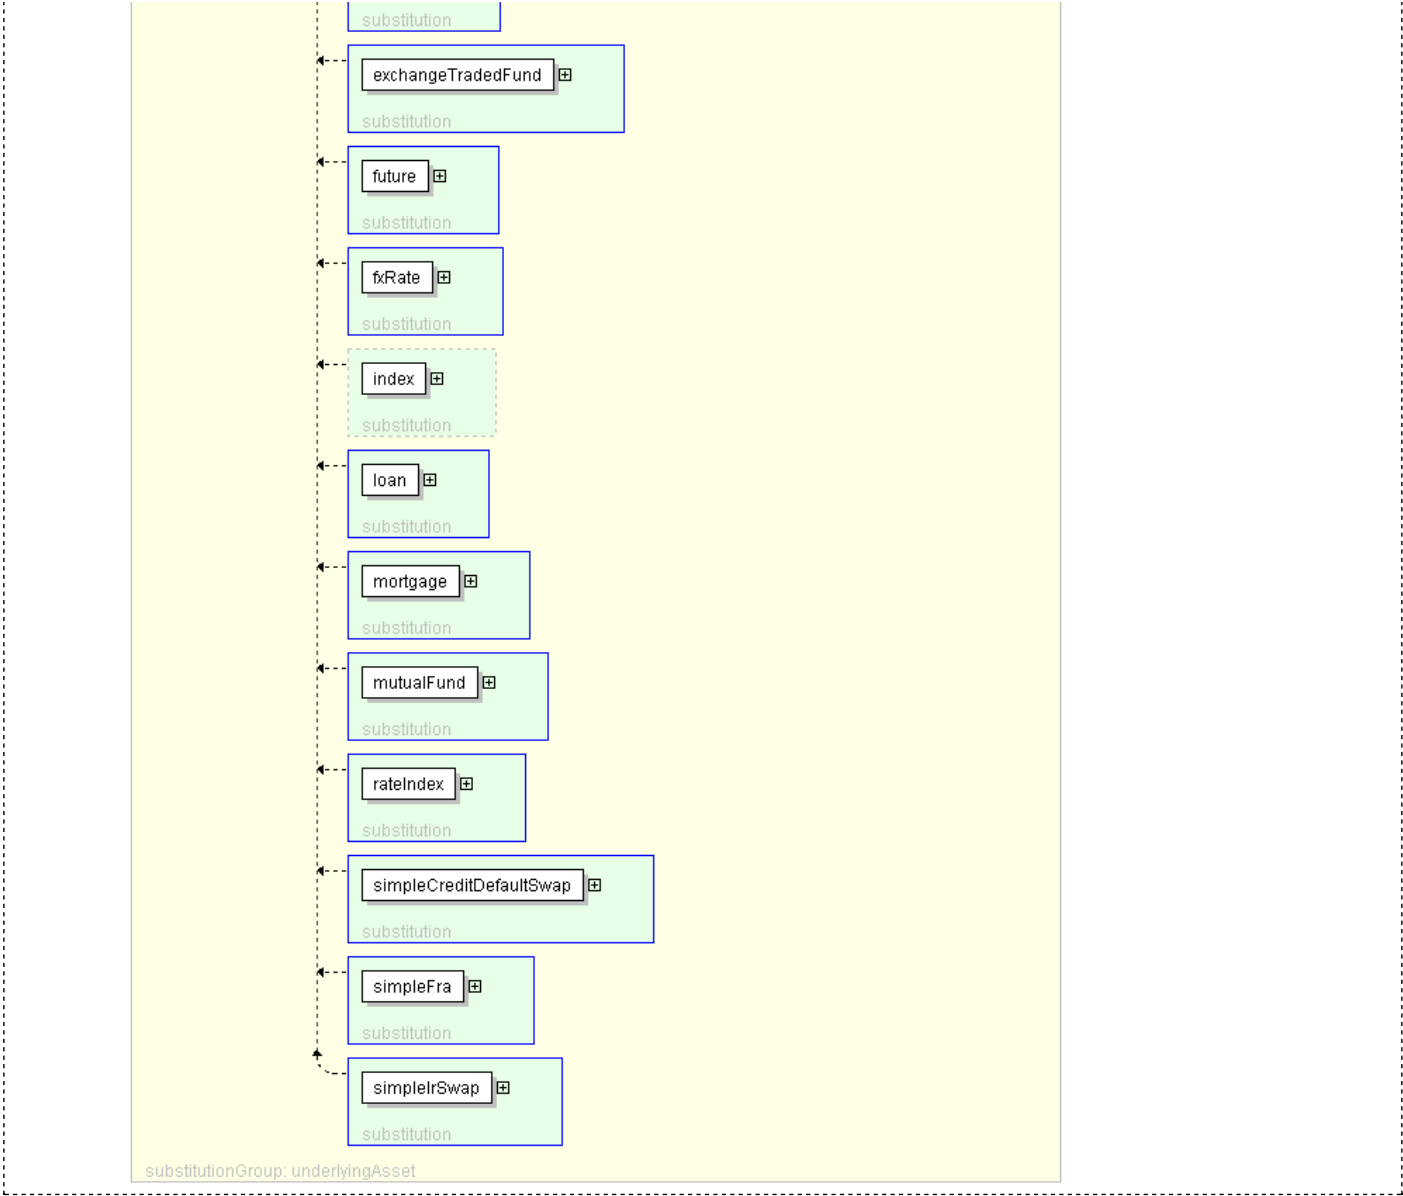 substitution
exchangeTradedFund
substitution
future
substitution
fxRate
substitution
index
substitution
loan
substitution
mortgage
substitution
mutualFund
substitution
rateIndex
substitution
simpleCreditDefaultSwap
substitution
simpleFra
substitution
simpleIrSwap
substitution
substitutionGroup: underlyingAsset